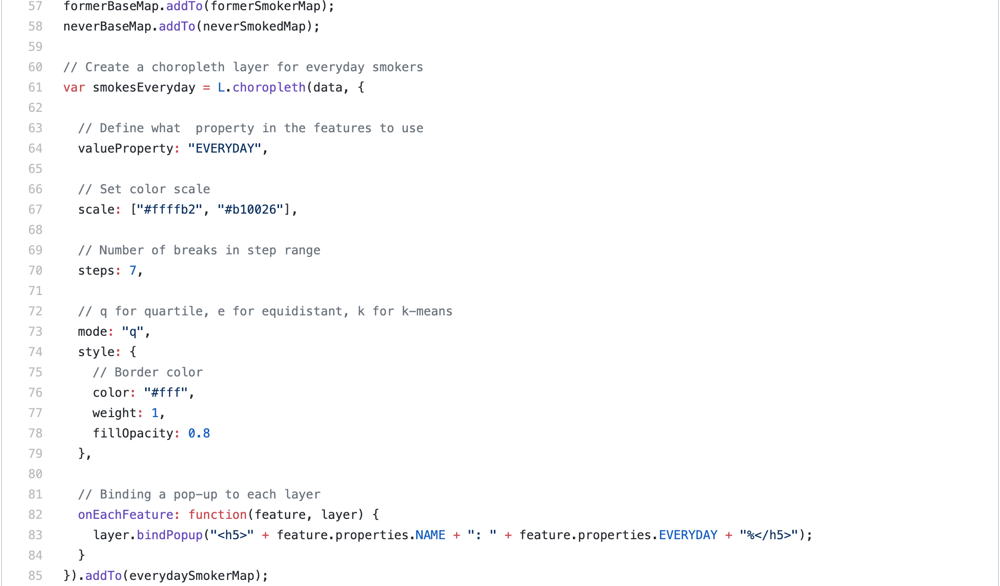 57 formerBaseMap.addTo(formerSmokerMap);
58 neverBaseMap.addTo(neverSmokedMap);
59
60 // Create a choropleth layer for everyday smokers
61 var smokesEveryday = L.choropleth(data, {
62
63   // Define what  property in the features to use
64   valueProperty: "EVERYDAY",
65
66   // Set color scale
67   scale: ["#ffffb2", "#b10026"],
68
69   // Number of breaks in step range
70   steps: 7,
71
72   // q for quartile, e for equidistant, k for k-means
73   mode: "q",
74   style: {
75     // Border color
76     color: "#fff",
77     weight: 1,
78     fillOpacity: 0.8
79   },
80
81   // Binding a pop-up to each layer
82   onEachFeature: function(feature, layer) {
83     layer.bindPopup("<h5>" + feature.properties.NAME + ": " + feature.properties.EVERYDAY + "%</h5>");
84   }
85 }).addTo(everydaySmokerMap);